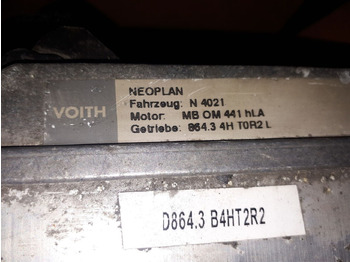 VOITH
NEOPLAN
Fahrzeug: N 4021
Motor: MB OM 441 hLA
Getriebe: 864.3 4H T0R2 L
D864.3 B4HT2R2